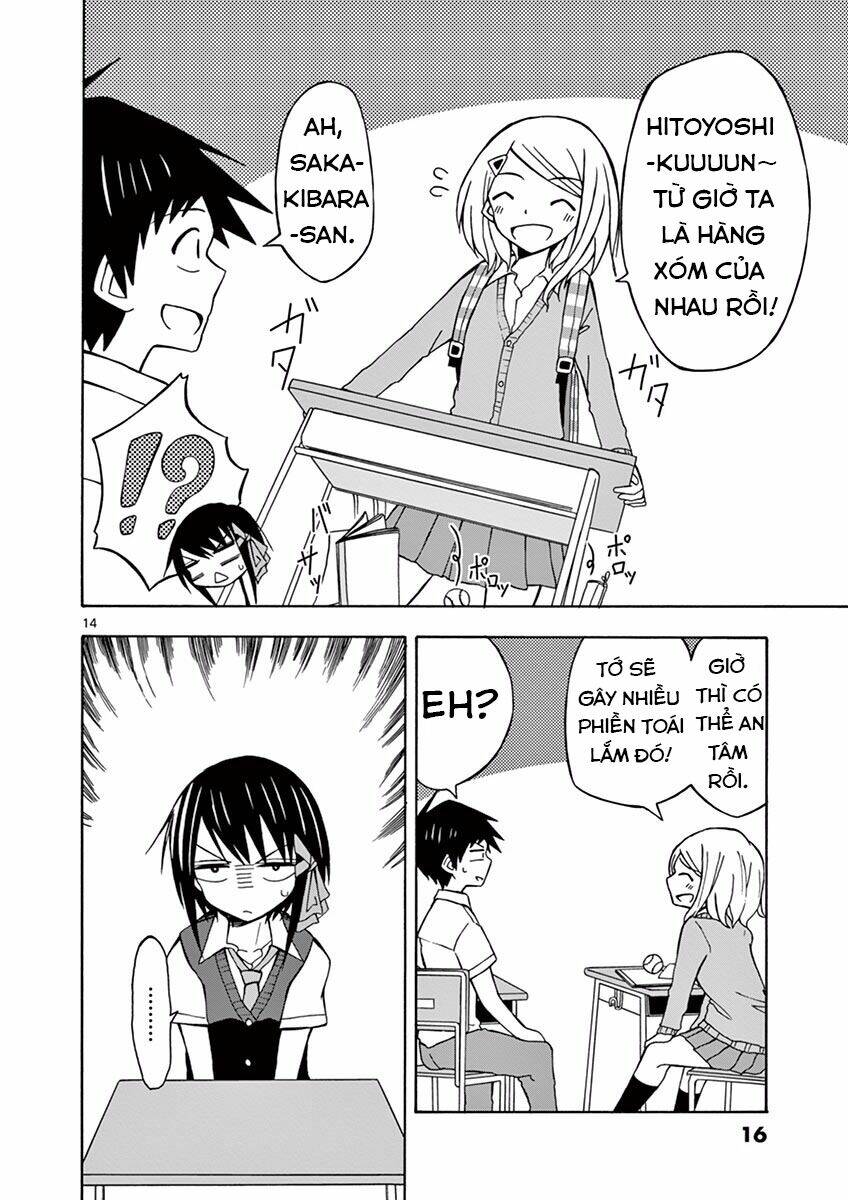 HITOYOSHI
-KUUUUN~
TỪ GIỜ TA
LÀ HÀNG
XÓM CỦA
NHAU RỒI!
AH,
SAKA-
KIBARA
-SAN.
ガタ
ガタ
!?
ポロッ
ポロッ
14
GIỜ
THÌ CÓ
THỂ AN
TÂM
RỒI.
TỚ SẼ
GÂY NHIỀU
PHIỀN TOÁI
LẮM ĐÓ!
EH?
.........
16